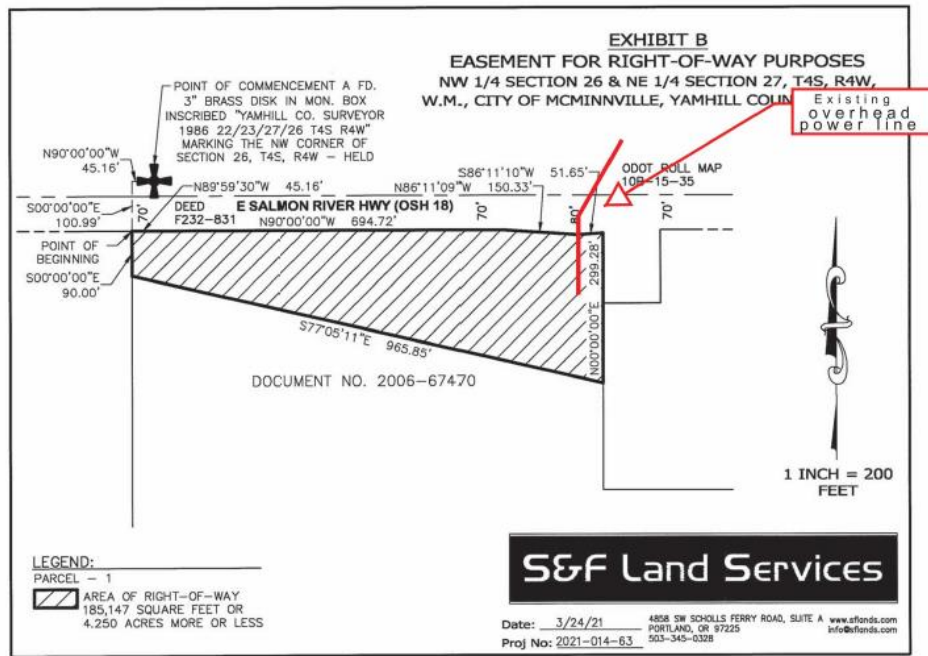 EXHIBIT B
EASEMENT FOR RIGHT-OF-WAY PURPOSES
NW 1/4 SECTION 26 & NE 1/4 SECTION 27, T4S, R4W,
W.M., CITY OF MCMINNVILLE, YAMHILL COUN
Existing
overhead
power line
POINT OF COMMENCEMENT A FD.
3" BRASS DISK IN MON. BOX
INSCRIBED "YAMHILL CO. SURVEYOR
1986 22/23/27/26 T4S R4W"
MARKING THE NW CORNER OF
SECTION 26, T4S, R4W – HELD
N90°00'00"W
45.16'
S86°11'10"W 51.65'
ODOT ROLL MAP
10B-15-35
N89°59'30"W 45.16'
N86°11'09"W 150.33'
S00°00'00"E
100.99'
70'
DEED
F232-831
E SALMON RIVER HWY (OSH 18)
N90°00'00"W 694.72'
70'
80'
70'
POINT OF
BEGINNING
S00°00'00"E
90.00'
N00°00'00"E 299.28'
S77°05'11"E 965.85'
DOCUMENT NO. 2006-67470
1 INCH = 200
FEET
LEGEND:
PARCEL – 1
AREA OF RIGHT-OF-WAY
185,147 SQUARE FEET OR
4.250 ACRES MORE OR LESS
S&F Land Services
Date: 3/24/21
Proj No: 2021-014-63
4858 SW SCHOLLS FERRY ROAD, SUITE A
PORTLAND, OR 97225
503-345-0328
www.sflands.com
info@sflands.com